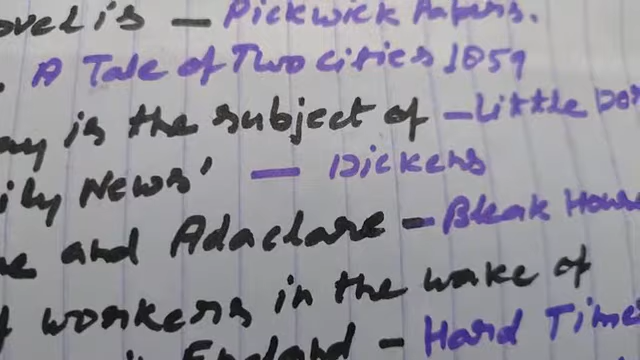 ovel is — Pickwick Papers.
A Tale of Two cities 1859
ay is the subject of — Little Dor
ily News' — Dickens
e and Adaclare — Bleak House
f workers in the wake of
England — Hard Times